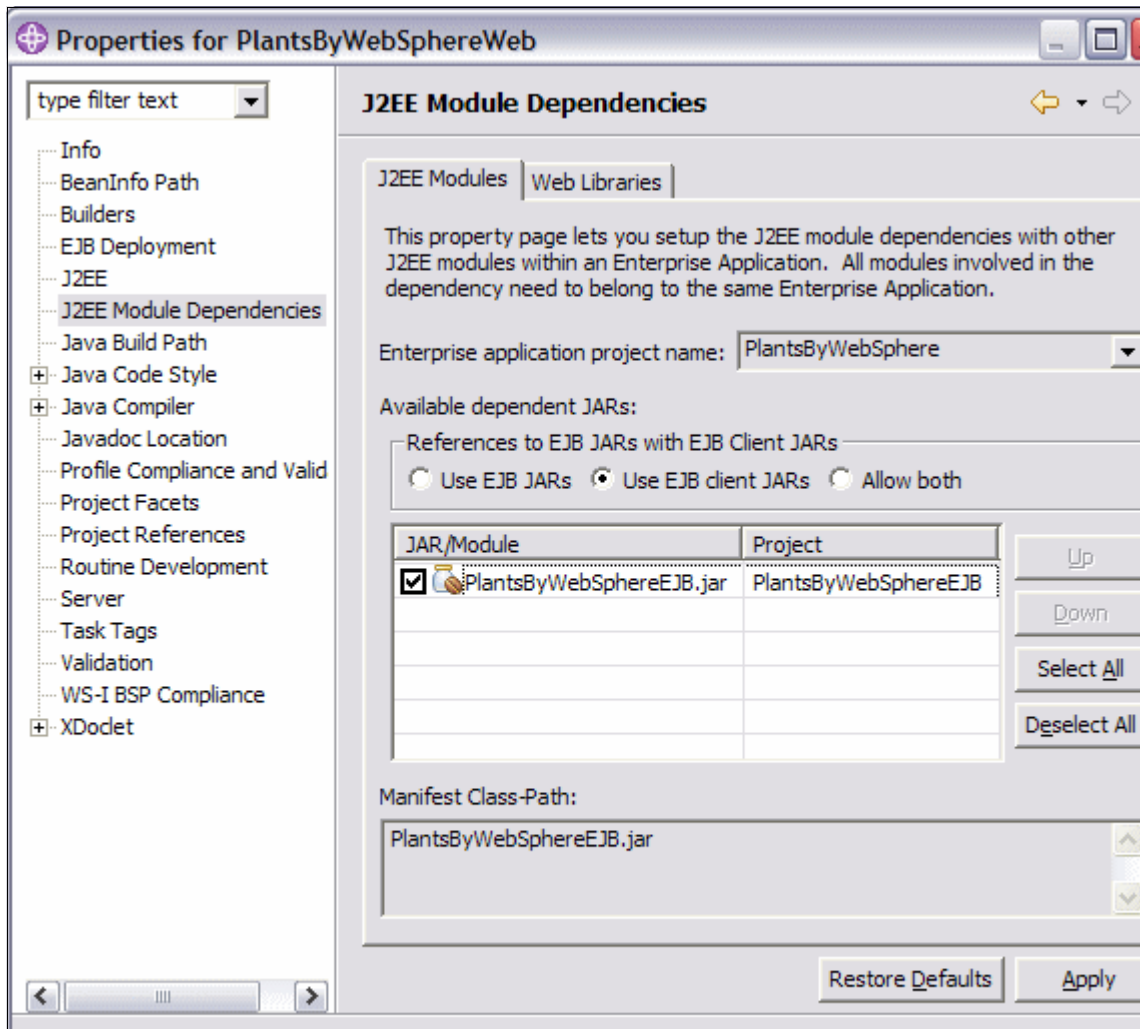 Properties for PlantsByWebSphereWeb
type filter text
Info
BeanInfo Path
Builders
EJB Deployment
J2EE
J2EE Module Dependencies
Java Build Path
Java Code Style
Java Compiler
Javadoc Location
Profile Compliance and Valid
Project Facets
Project References
Routine Development
Server
Task Tags
Validation
WS-I BSP Compliance
XDoclet
J2EE Module Dependencies
J2EE Modules
Web Libraries
This property page lets you setup the J2EE module dependencies with other
J2EE modules within an Enterprise Application. All modules involved in the
dependency need to belong to the same Enterprise Application.
Enterprise application project name: PlantsByWebSphere
Available dependent JARs:
References to EJB JARs with EJB Client JARs
Use EJB JARs Use EJB client JARs Allow both
JAR/Module Project
PlantsByWebSphereEJB.jar PlantsByWebSphereEJB
Up
Down
Select All
Deselect All
Manifest Class-Path:
PlantsByWebSphereEJB.jar
Restore Defaults Apply